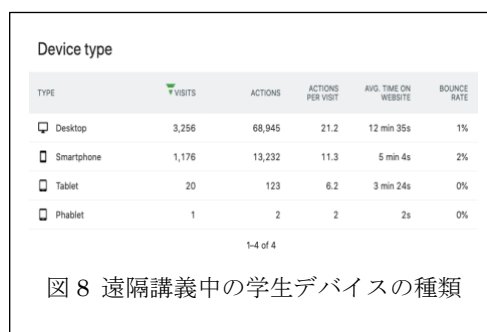 Device type
TYPE VISITS ACTIONS ACTIONS PER VISIT AVG. TIME ON WEBSITE BOUNCE RATE
Desktop 3,256 68,945 21.2 12 min 35s 1%
Smartphone 1,176 13,232 11.3 5 min 4s 2%
Tablet 20 123 6.2 3 min 24s 0%
Phablet 1 2 2 2s 0%
1–4 of 4
図 8 遠隔講義中の学生デバイスの種類